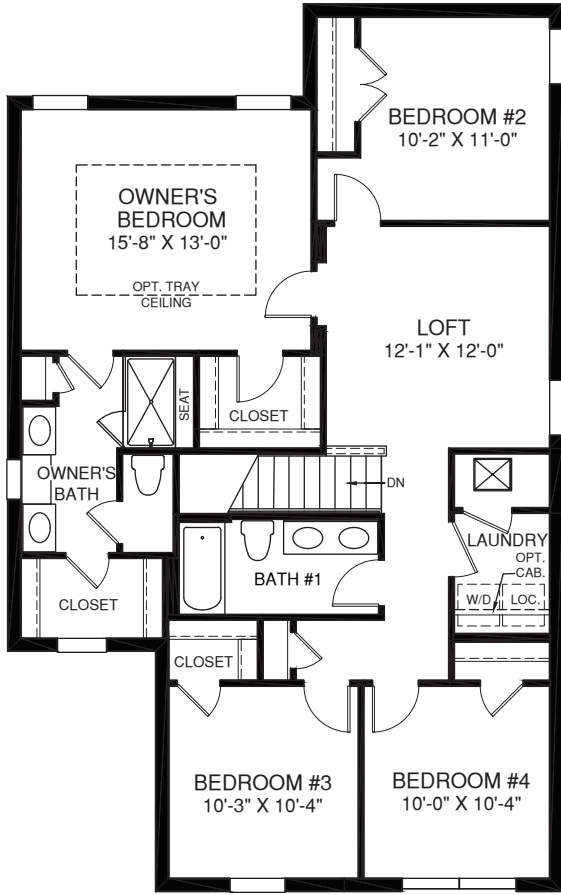 BEDROOM #2
10'-2" X 11'-0"
OWNER'S
BEDROOM
15'-8" X 13'-0"
OPT. TRAY
CEILING
LOFT
12'-1" X 12'-0"
SEAT
CLOSET
OWNER'S
BATH
DN
LAUNDRY
OPT.
CAB.
W/D
LOC.
BATH #1
CLOSET
CLOSET
BEDROOM #3
10'-3" X 10'-4"
BEDROOM #4
10'-0" X 10'-4"